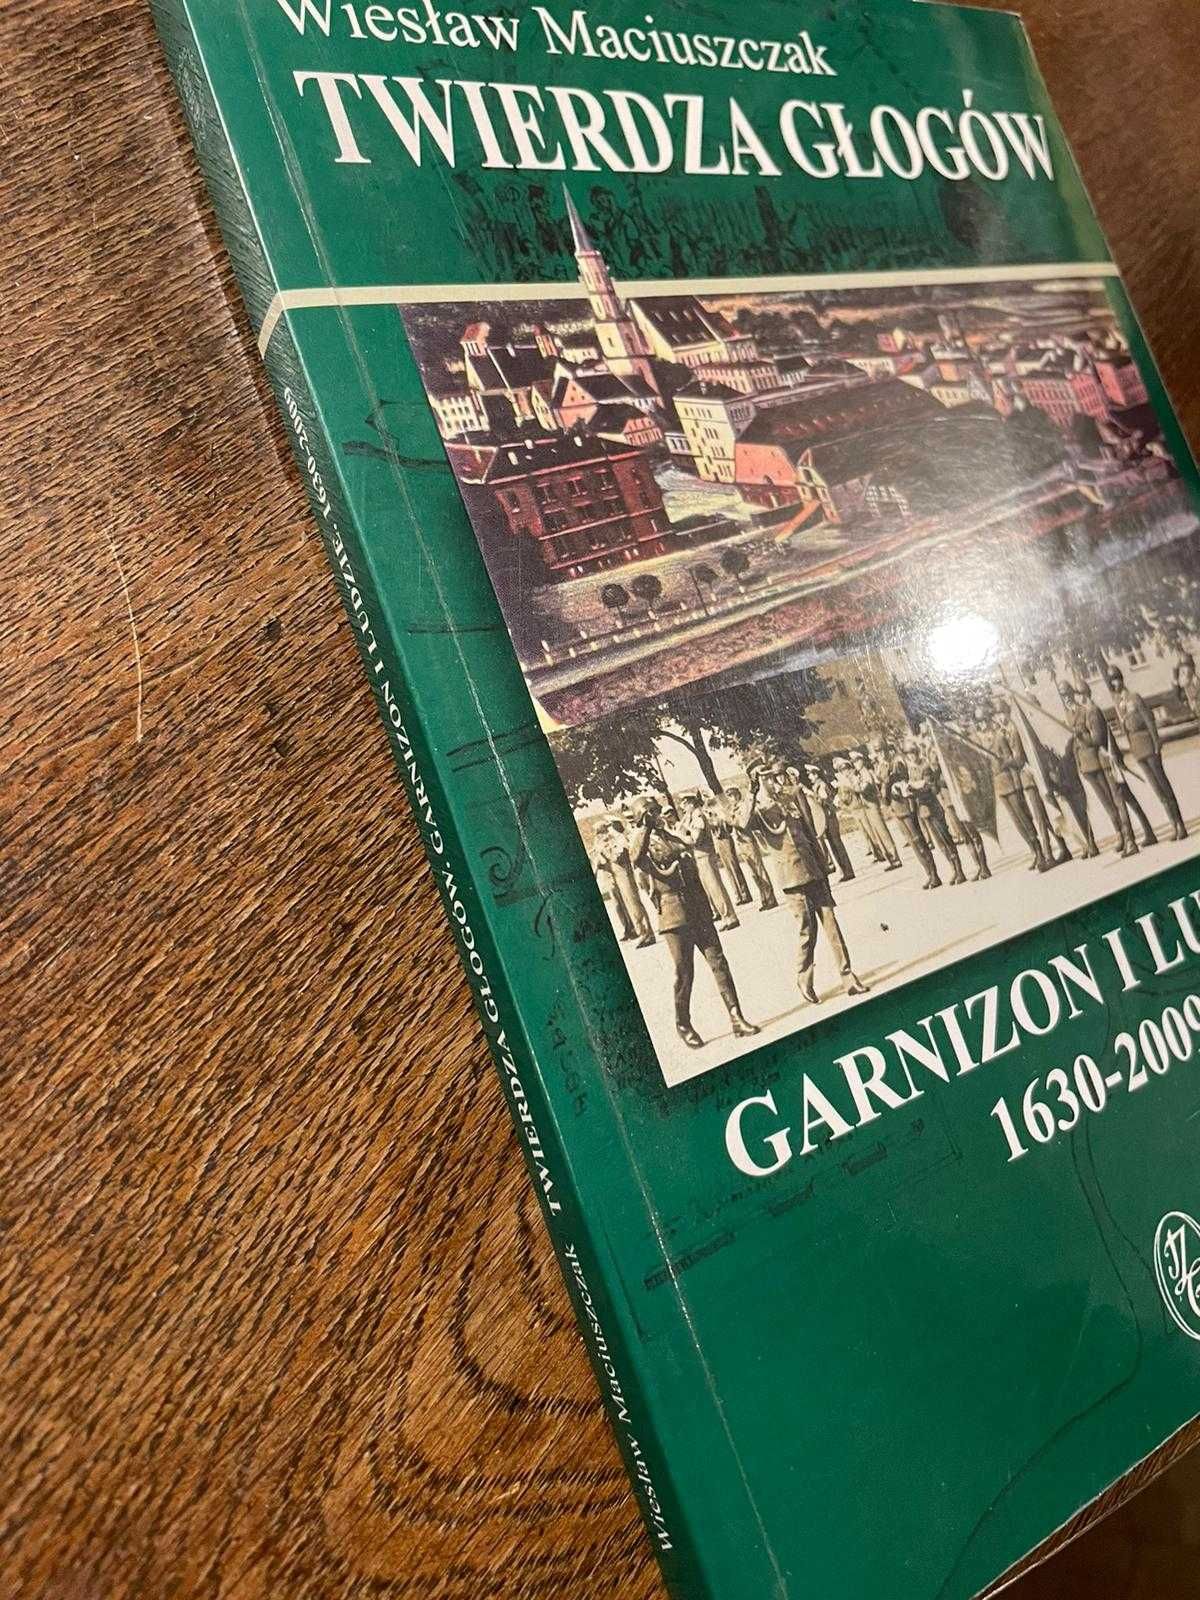 Wiesław Maciuszczak
TWIERDZA GŁOGÓW
GARNIZON I LU
1630-2009
Wiesław Maciuszczak TWIERDZA GŁOGÓW. GARNIZON I LUDZIE. 1630-2009